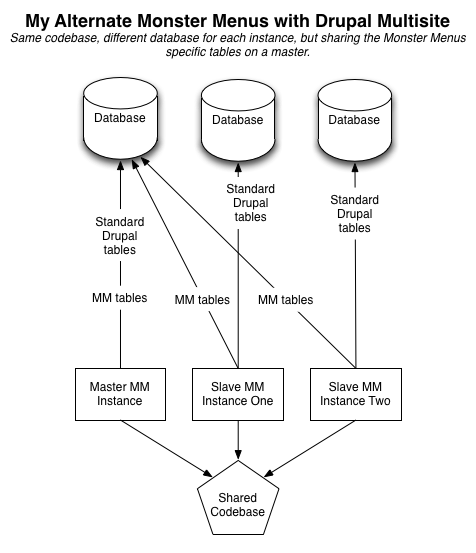 My Alternate Monster Menus with Drupal Multisite
Same codebase, different database for each instance, but sharing the Monster Menus
specific tables on a master.
Database
Database
Database
Standard
Drupal
tables
Standard
Drupal
tables
Standard
Drupal
tables
MM tables
MM tables
MM tables
Master MM
Instance
Slave MM
Instance One
Slave MM
Instance Two
Shared
Codebase